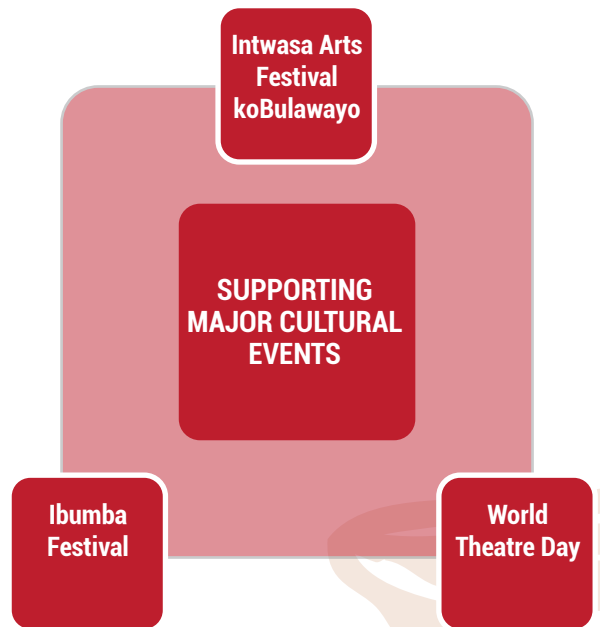 Intwasa Arts
Festival
koBulawayo
SUPPORTING
MAJOR CULTURAL
EVENTS
Ibumba
Festival
World
Theatre Day